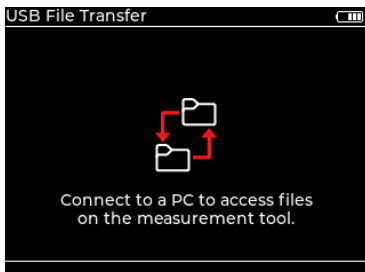 USB File Transfer
Connect to a PC to access files
on the measurement tool.